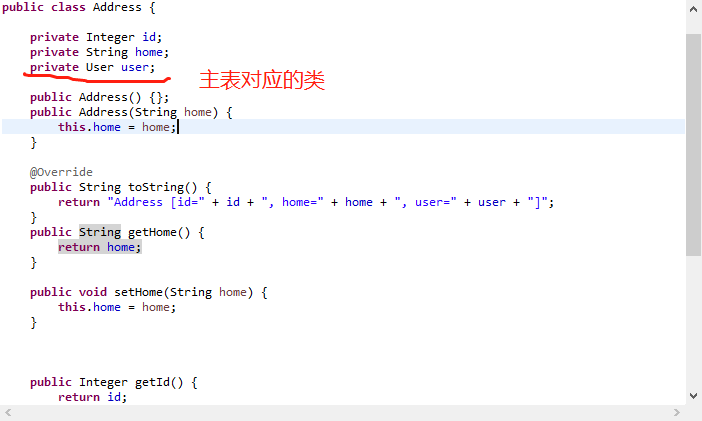 public class Address {
private Integer id;
private String home;
private User user;
主表对应的类
public Address() {};
public Address(String home) {
this.home = home;
}
@Override
public String toString() {
return "Address [id=" + id + ", home=" + home + ", user=" + user + "]";
}
public String getHome() {
return home;
}
public void setHome(String home) {
this.home = home;
}
public Integer getId() {
return id;